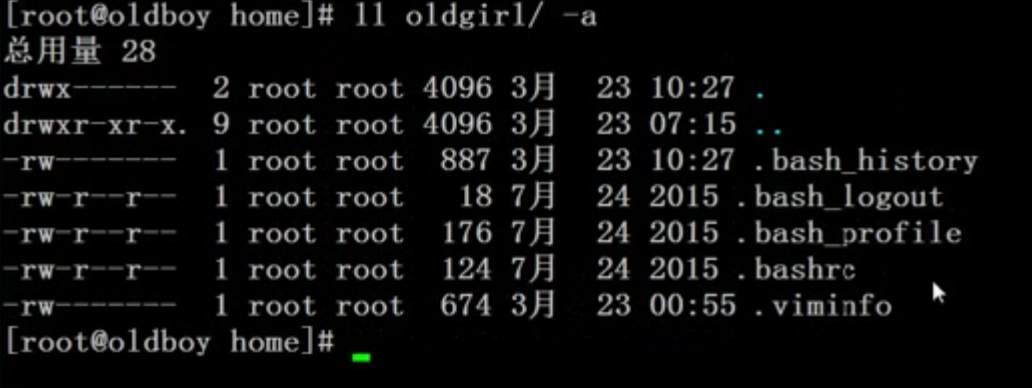 [root@oldboy home]# ll oldgirl/ -a
总用量 28
drwx------ 2 root root 4096 3月 23 10:27 .
drwxr-xr-x. 9 root root 4096 3月 23 07:15 ..
-rw------- 1 root root 887 3月 23 10:27 .bash_history
-rw-r--r-- 1 root root 18 7月 24 2015 .bash_logout
-rw-r--r-- 1 root root 176 7月 24 2015 .bash_profile
-rw-r--r-- 1 root root 124 7月 24 2015 .bashrc
-rw------- 1 root root 674 3月 23 00:55 .viminfo
[root@oldboy home]#